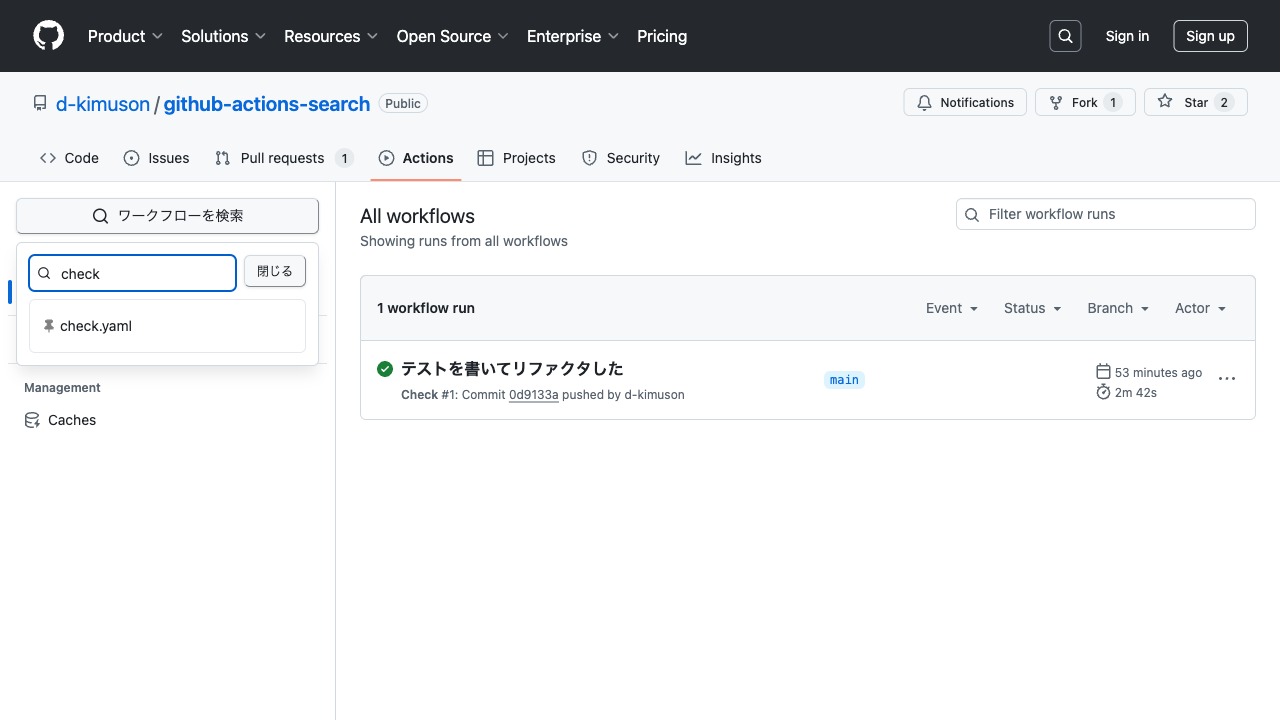 Product Solutions Resources Open Source Enterprise Pricing Sign in Sign up
d-kimuson / github-actions-search Public Notifications Fork 1 Star 2
Code Issues Pull requests 1 Actions Projects Security Insights
ワークフローを検索
check 閉じる
check.yaml
Management
Caches
All workflows
Showing runs from all workflows
Filter workflow runs
1 workflow run Event Status Branch Actor
テストを書いてリファクタした
Check #1: Commit 0d9133a pushed by d-kimuson
main
53 minutes ago
2m 42s